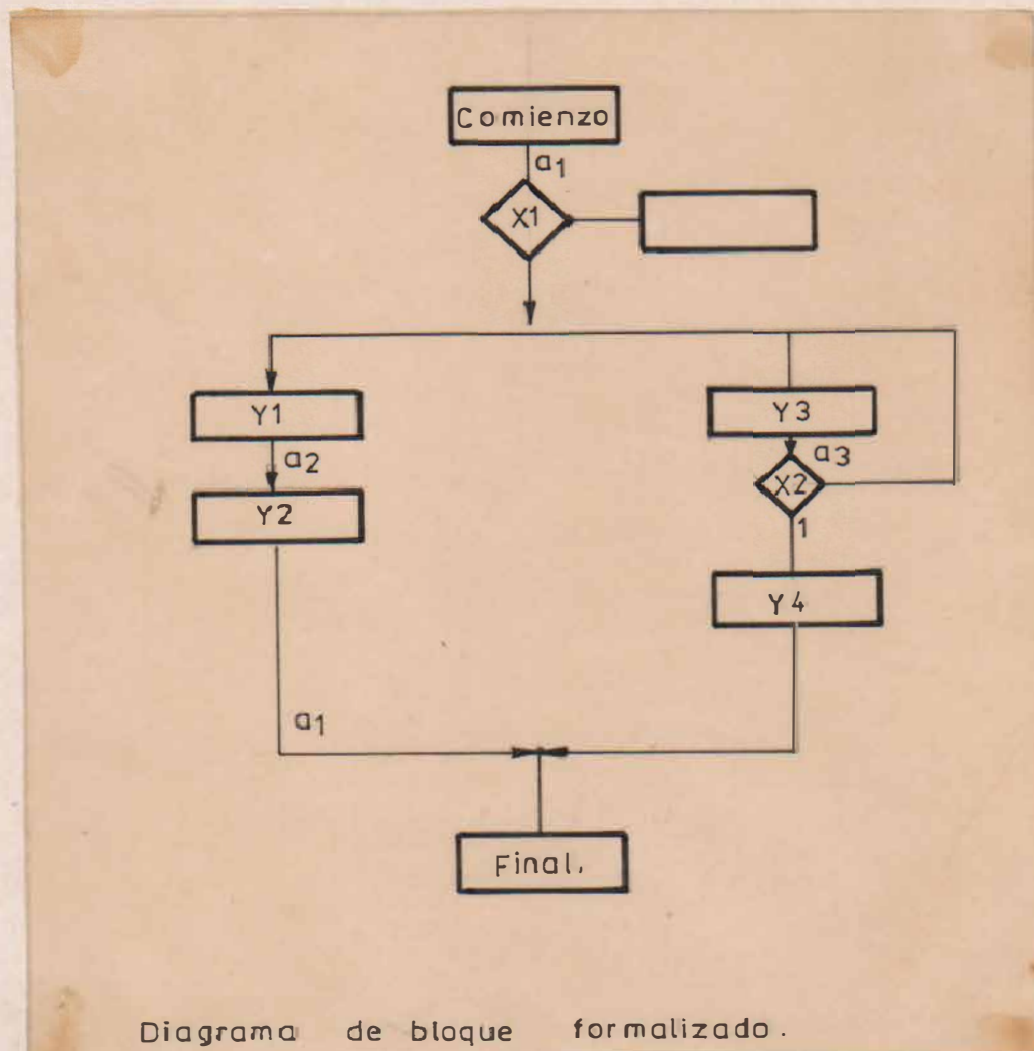 Comienzo
a1
X1
Y1
Y3
a2
a3
X2
Y2
1
Y4
a1
Final.
Diagrama de bloque formalizado.